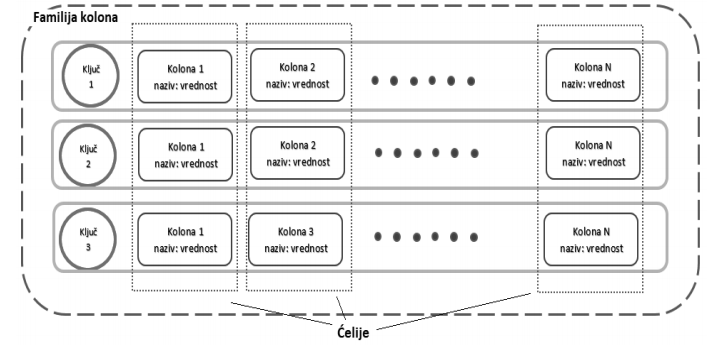 Familija kolona
Ključ
1
Kolona 1
naziv: vrednost
Kolona 2
naziv: vrednost
Kolona N
naziv: vrednost
Ključ
2
Kolona 1
naziv: vrednost
Kolona 2
naziv: vrednost
Kolona N
naziv: vrednost
Ključ
3
Kolona 1
naziv: vrednost
Kolona 3
naziv: vrednost
Kolona N
naziv: vrednost
Ćelije